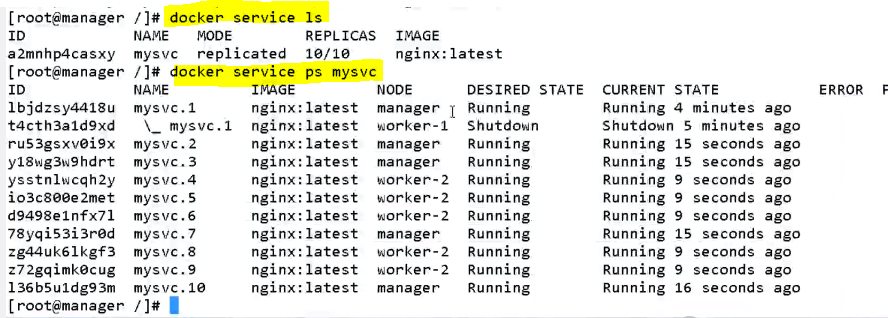 [root@manager /]# docker service ls
ID NAME MODE REPLICAS IMAGE
a2mnhp4casxy mysvc replicated 10/10 nginx:latest
[root@manager /]# docker service ps mysvc
ID NAME IMAGE NODE DESIRED STATE CURRENT STATE ERROR P
lbjdzsy4418u mysvc.1 nginx:latest manager Running Running 4 minutes ago
t4cth3a1d9xd \_ mysvc.1 nginx:latest worker-1 Shutdown Shutdown 5 minutes ago
ru53gsxv0i9x mysvc.2 nginx:latest manager Running Running 15 seconds ago
y18wg3w9hdrt mysvc.3 nginx:latest manager Running Running 15 seconds ago
ysstnlwcqh2y mysvc.4 nginx:latest worker-2 Running Running 9 seconds ago
io3c800e2met mysvc.5 nginx:latest worker-2 Running Running 9 seconds ago
d9498e1nfx7l mysvc.6 nginx:latest worker-2 Running Running 9 seconds ago
78yqi53i3r0d mysvc.7 nginx:latest manager Running Running 15 seconds ago
zg44uk6lkgf3 mysvc.8 nginx:latest worker-2 Running Running 9 seconds ago
z72gqimk0cug mysvc.9 nginx:latest worker-2 Running Running 9 seconds ago
l36b5u1dg93m mysvc.10 nginx:latest manager Running Running 16 seconds ago
[root@manager /]#